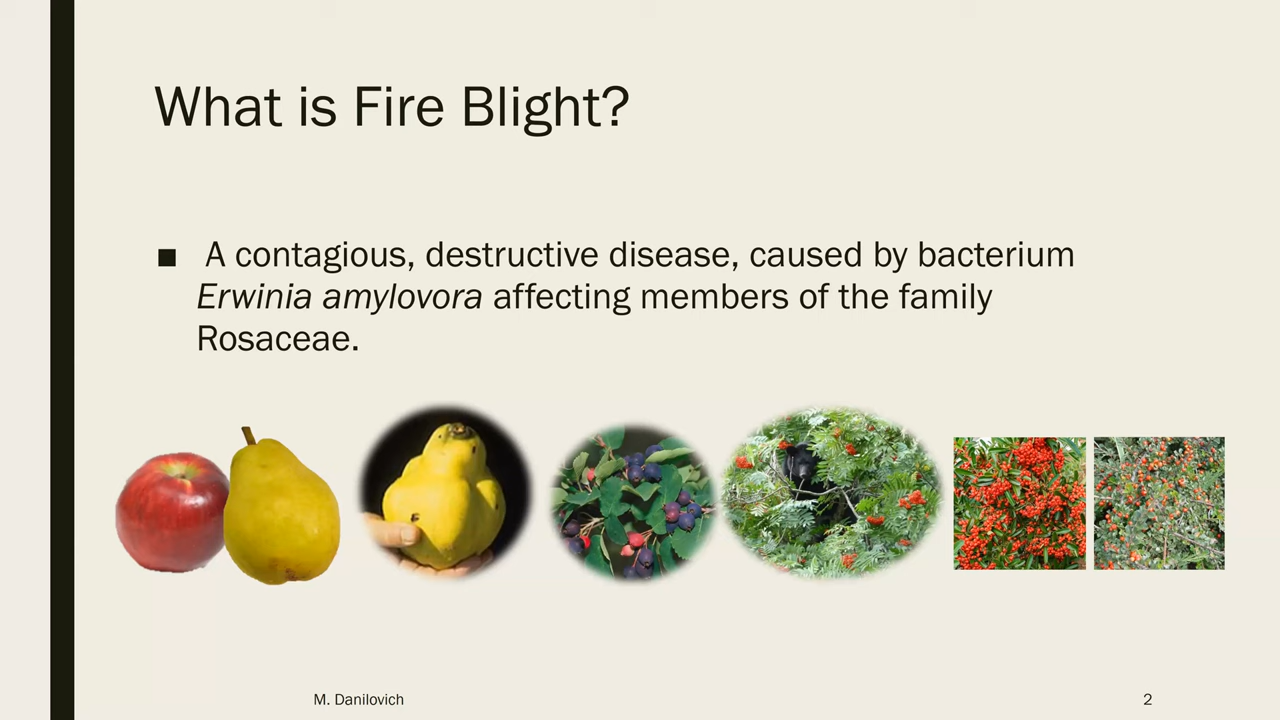 What is Fire Blight?
■ A contagious, destructive disease, caused by bacterium
Erwinia amylovora affecting members of the family
Rosaceae.
M. Danilovich
2